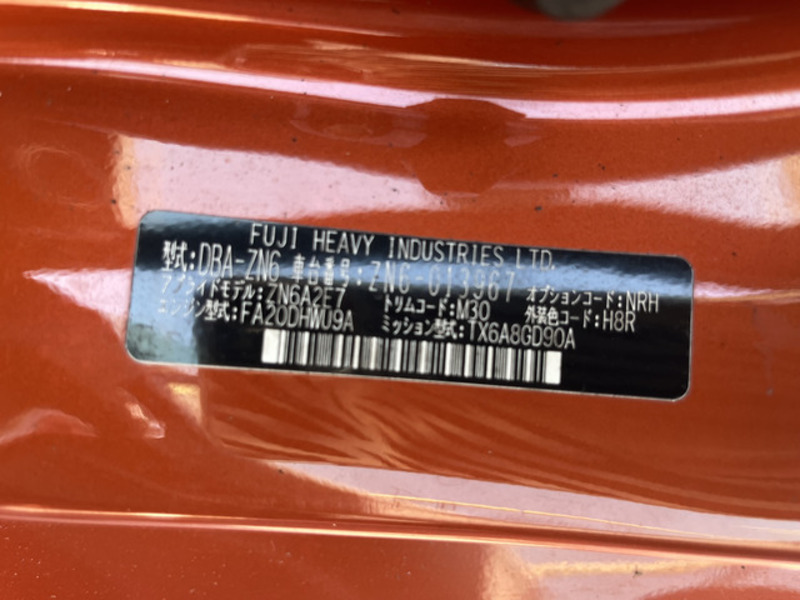 FUJI HEAVY INDUSTRIES LTD.
型式:DBA-ZN6 車台番号:ZN6-013967 オプションコード:NRH
アプライドモデル:ZN6A2E7 トリムコード:M30 外装色コード:H8R
エンジン型式:FA20DHWU9A ミッション型式:TX6A8GD90A